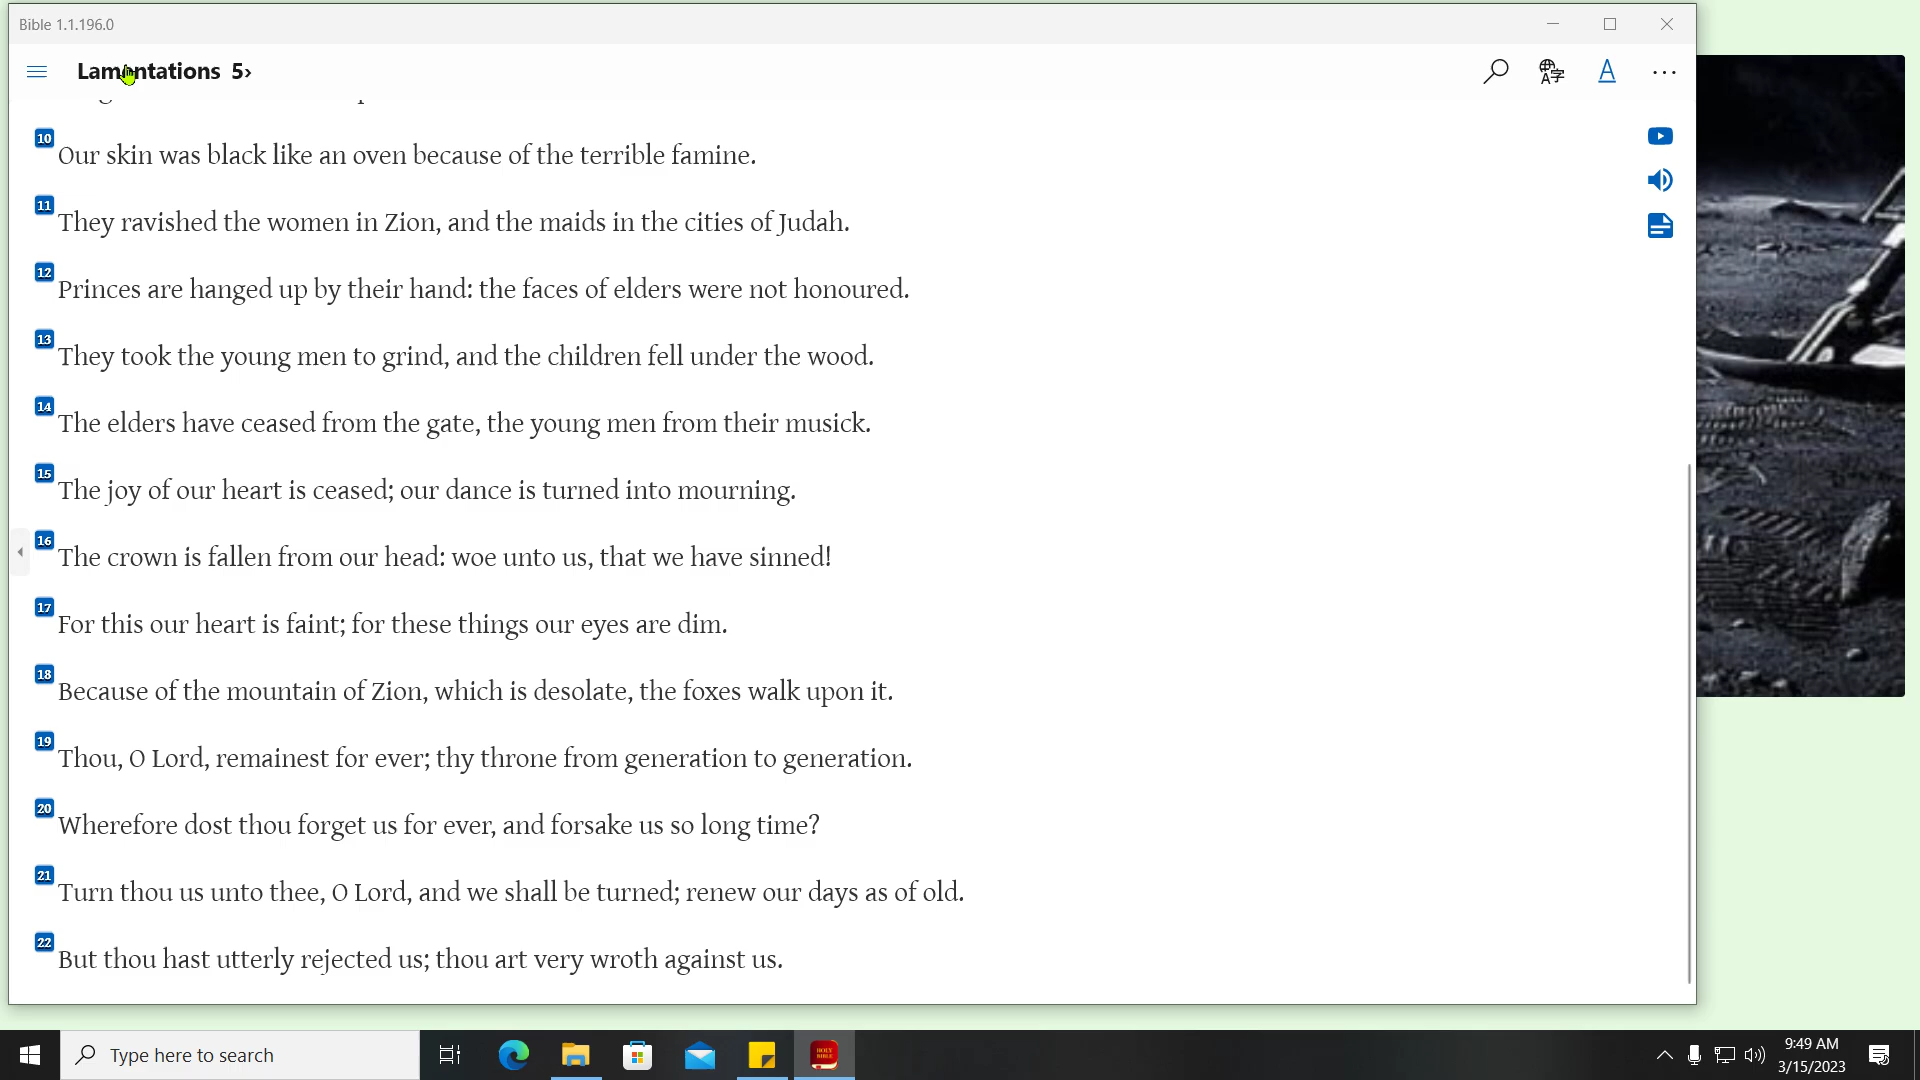 Bible 1.1.196.0
Lamentations 5›
10 Our skin was black like an oven because of the terrible famine.
11 They ravished the women in Zion, and the maids in the cities of Judah.
12 Princes are hanged up by their hand: the faces of elders were not honoured.
13 They took the young men to grind, and the children fell under the wood.
14 The elders have ceased from the gate, the young men from their musick.
15 The joy of our heart is ceased; our dance is turned into mourning.
16 The crown is fallen from our head: woe unto us, that we have sinned!
17 For this our heart is faint; for these things our eyes are dim.
18 Because of the mountain of Zion, which is desolate, the foxes walk upon it.
19 Thou, O Lord, remainest for ever; thy throne from generation to generation.
20 Wherefore dost thou forget us for ever, and forsake us so long time?
21 Turn thou us unto thee, O Lord, and we shall be turned; renew our days as of old.
22 But thou hast utterly rejected us; thou art very wroth against us.
Type here to search
HOLY BIBLE
9:49 AM
3/15/2023